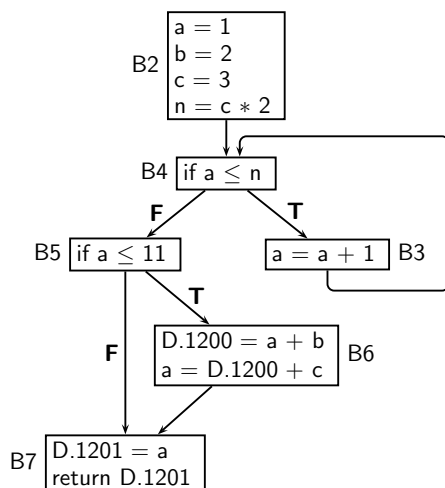 a = 1
B2
b = 2
c = 3
n = c ∗ 2
B4
if a ≤ n
F
T
B5
if a ≤ 11
a = a + 1
B3
T
F
D.1200 = a + b
a = D.1200 + c
B6
B7
D.1201 = a
return D.1201